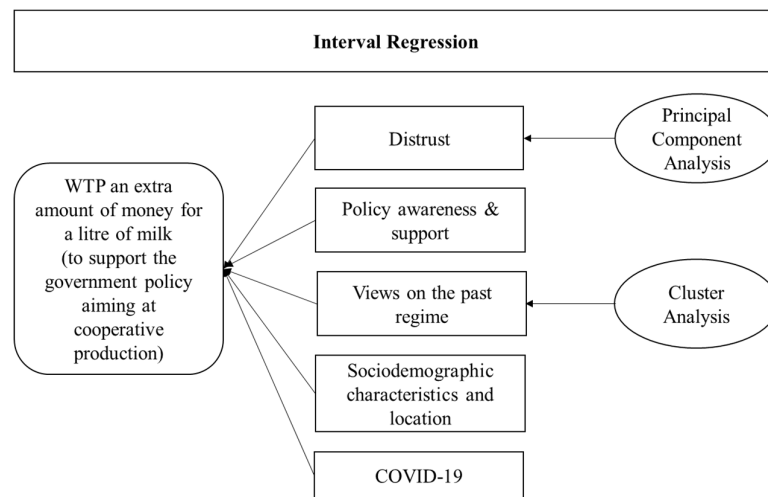 Interval Regression
Distrust
Principal
Component
Analysis
WTP an extra
amount of money for
a litre of milk
(to support the
government policy
aiming at
cooperative
production)
Policy awareness &
support
Views on the past
regime
Cluster
Analysis
Sociodemographic
characteristics and
location
COVID-19